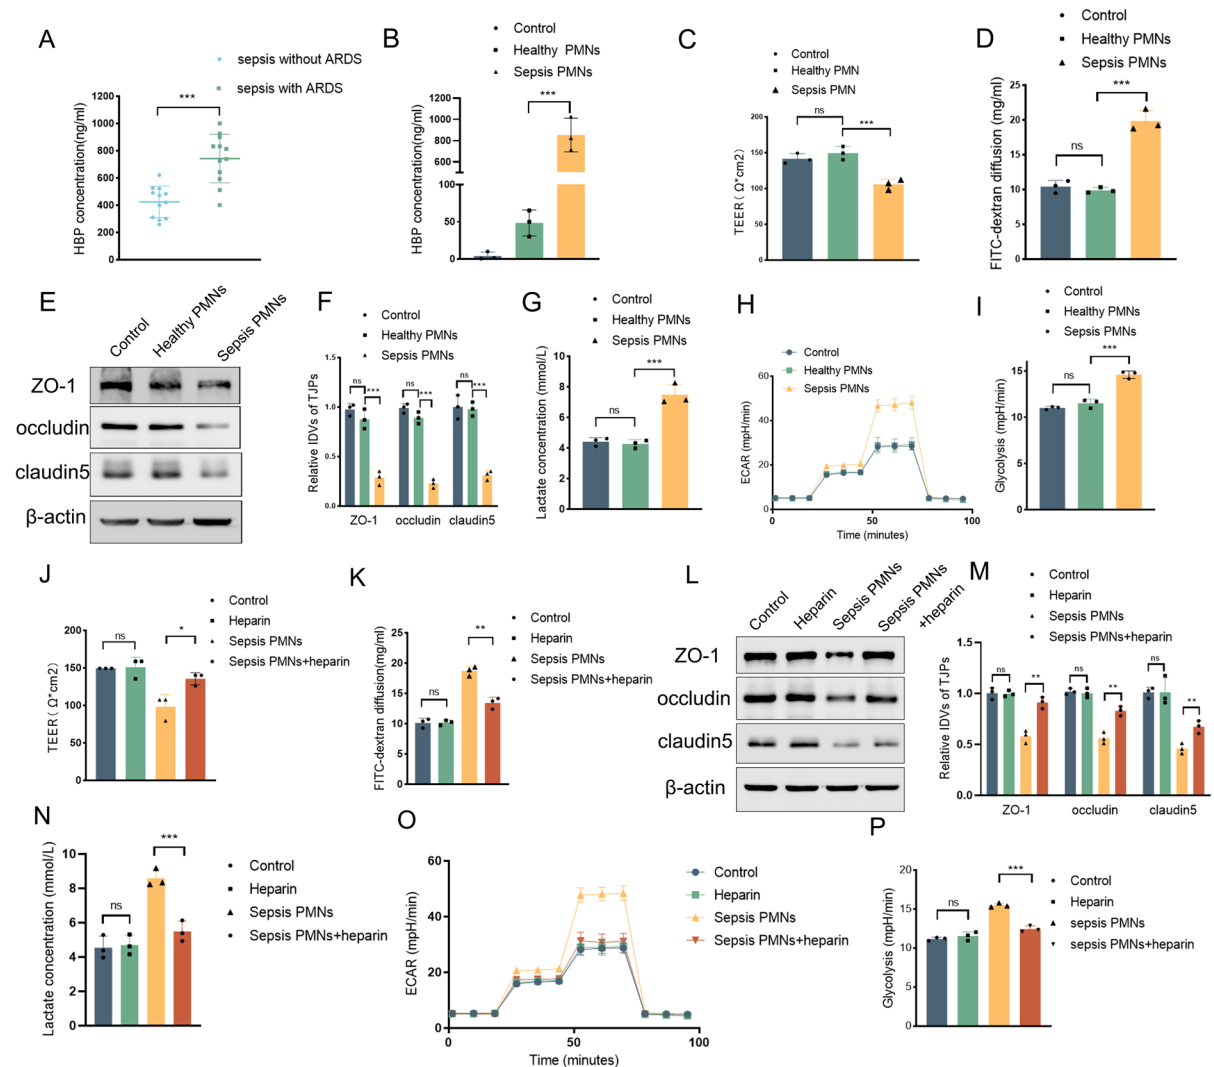 A
sepsis without ARDS
sepsis with ARDS
HBP concentration(ng/ml)
1200
1000
800
600
400
200
0
***
B
Control
Healthy PMNs
Sepsis PMNs
HBP concentration(ng/ml)
1200
1000
800
600
400
100
50
0
***
C
Control
Healthy PMN
Sepsis PMN
TEER( Ω*cm2)
200
150
100
50
0
ns
***
D
Control
Healthy PMNs
Sepsis PMNs
FITC-dextran diffusion (mg/ml)
25
20
15
10
5
0
ns
***
E
Control
Healthy PMNs
Sepsis PMNs
ZO-1
occludin
claudin5
β-actin
F
Control
Healthy PMNs
Sepsis PMNs
Relative IDVs of TJPs
1.5
1.0
0.5
0.0
ns
***
ns
***
ns
***
ZO-1
occludin
claudin5
G
Control
Healthy PMNs
Sepsis PMNs
Lactate concentration (mmol/L)
10
8
6
4
2
0
ns
***
H
Control
Healthy PMNs
Sepsis PMNs
ECAR (mpH/min)
60
40
20
0
0
50
100
Time (minutes)
I
Control
Healthy PMNs
Sepsis PMNs
Glycolysis (mpH/min)
15
10
5
0
ns
***
J
Control
Heparin
Sepsis PMNs
Sepsis PMNs+heparin
TEER( Ω*cm2)
200
150
100
50
0
ns
*
K
Control
Heparin
Sepsis PMNs
Sepsis PMNs+heparin
FITC-dextran diffusion(mg/ml)
25
20
15
10
5
0
ns
**
L
Control
Heparin
Sepsis PMNs
Sepsis PMNs
+heparin
ZO-1
occludin
claudin5
β-actin
M
Control
Heparin
Sepsis PMNs
Sepsis PMNs+heparin
Relative IDVs of TJPs
1.5
1.0
0.5
0.0
ns
**
ns
**
ns
**
ZO-1
occludin
claudin5
N
Control
Heparin
Sepsis PMNs
Sepsis PMNs+heparin
Lactate concentration (mmol/L)
10
8
6
4
2
0
ns
***
O
Control
Heparin
Sepsis PMNs
Sepsis PMNs+heparin
ECAR (mpH/min)
60
40
20
0
0
50
100
Time (minutes)
P
Control
Heparin
sepsis PMNs
sepsis PMNs+heparin
Glycolysis (mpH/min)
20
15
10
5
0
ns
***